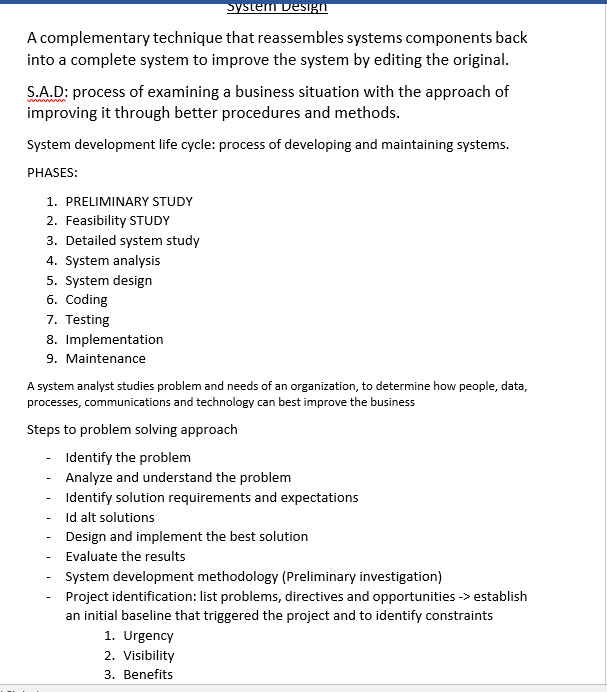 System Design
A complementary technique that reassembles systems components back
into a complete system to improve the system by editing the original.
S.A.D: process of examining a business situation with the approach of
improving it through better procedures and methods.
System development life cycle: process of developing and maintaining systems.
PHASES:
1. PRELIMINARY STUDY
2. Feasibility STUDY
3. Detailed system study
4. System analysis
5. System design
6. Coding
7. Testing
8. Implementation
9. Maintenance
A system analyst studies problem and needs of an organization, to determine how people, data,
processes, communications and technology can best improve the business
Steps to problem solving approach
- Identify the problem
- Analyze and understand the problem
- Identify solution requirements and expectations
- Id alt solutions
- Design and implement the best solution
- Evaluate the results
- System development methodology (Preliminary investigation)
- Project identification: list problems, directives and opportunities -> establish
an initial baseline that triggered the project and to identify constraints
1. Urgency
2. Visibility
3. Benefits